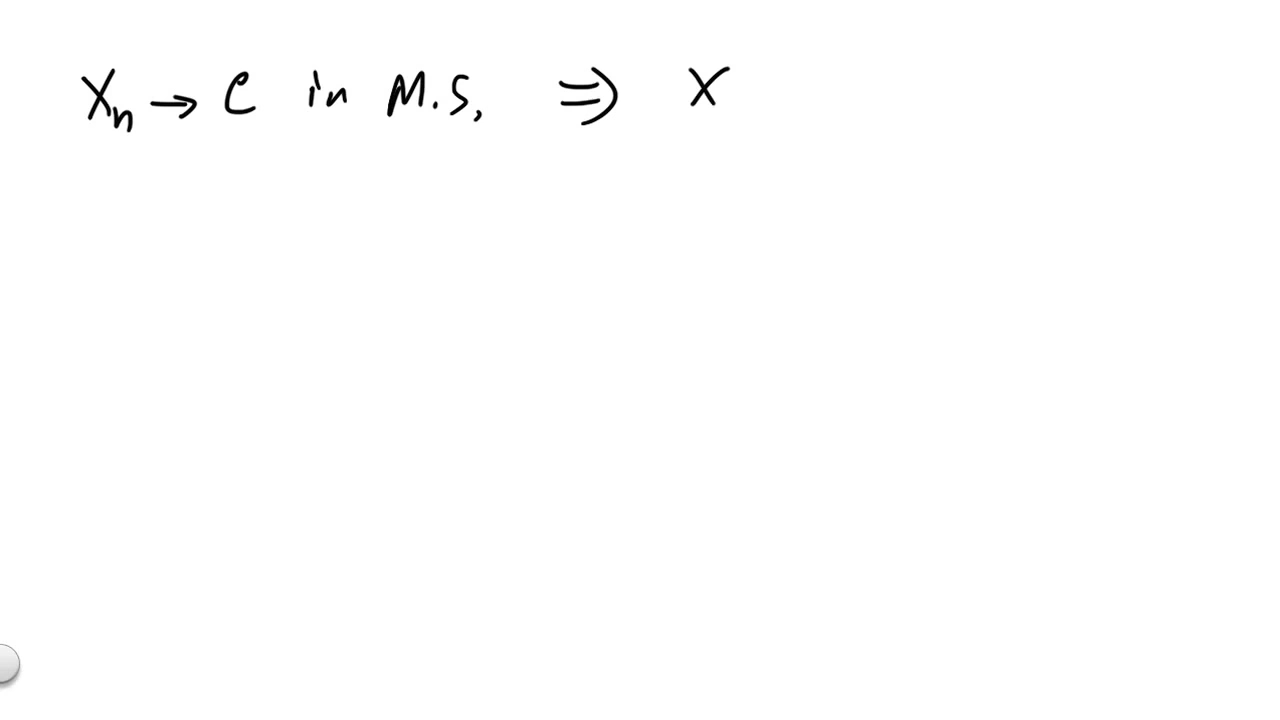 Xₙ → C in M.S. ⇒ X